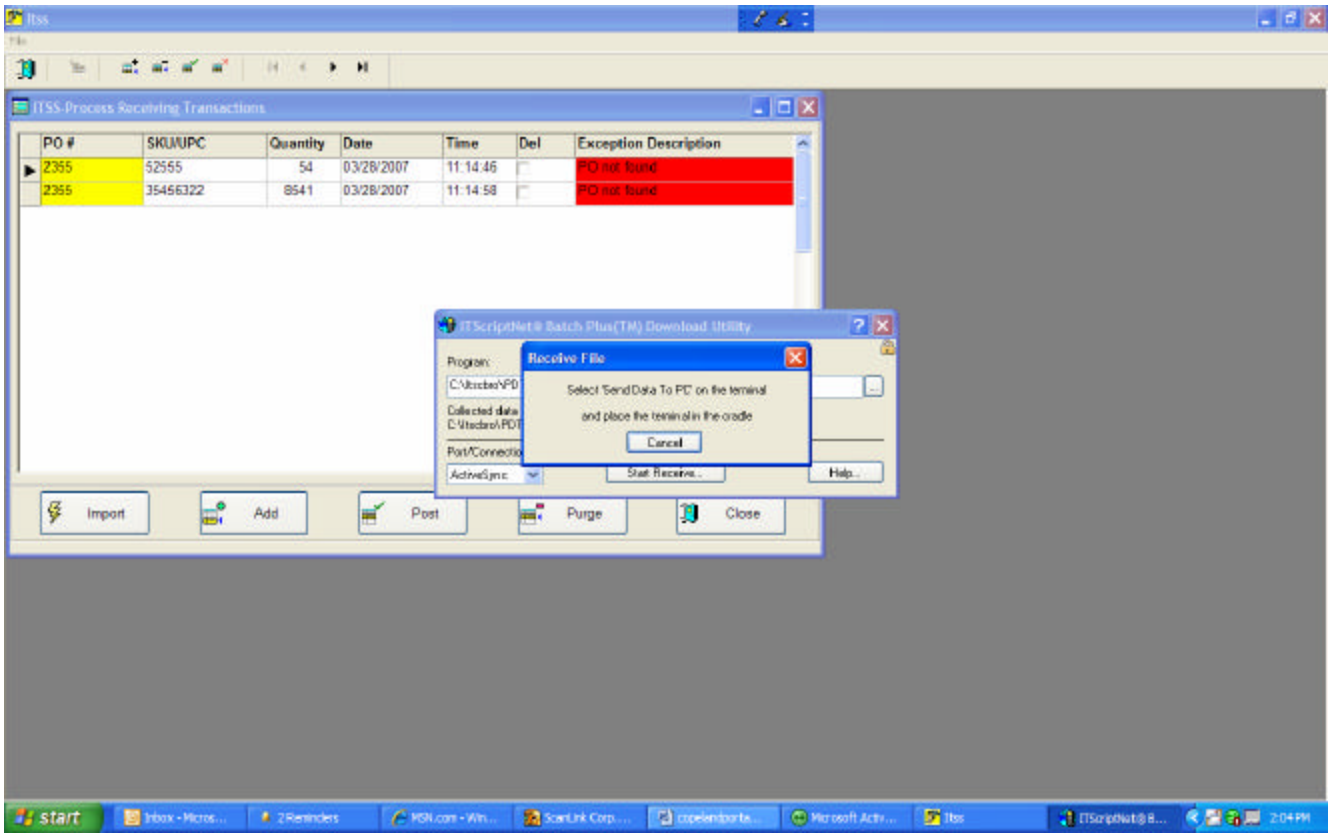 Itss
File
ITSS-Process Receiving Transactions
PO # SKU/UPC Quantity Date Time Del Exception Description
2355 52555 54 03/28/2007 11:14:46 PO not found
2355 35456322 8541 03/28/2007 11:14:58 PO not found
ITScriptNet® Batch Plus(TM) Download Utility
Receive File
Program:
Select 'Send Data To PC' on the terminal
...
Collected data
and place the terminal in the cradle
Cancel
Port/Connectio
ActiveSync Start Receive... Help...
Import Add Post Purge Close
start Inbox - Micros... 2 Reminders MSN.com - Win... ScanLink Corp.... Microsoft Activ... Itss ITScriptNet® B... 2:04 PM